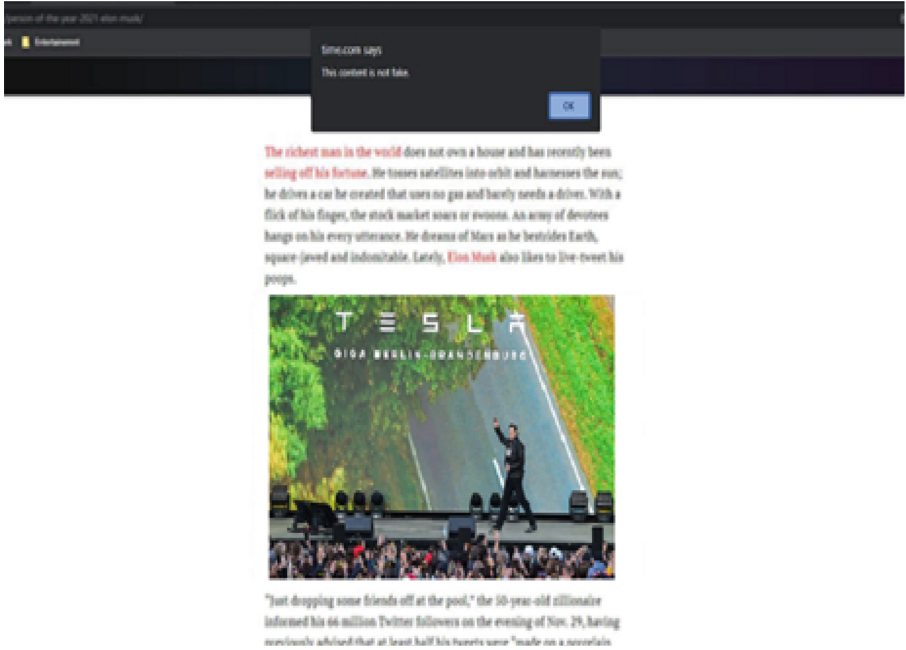 /person-of-the-year-2021-elon-musk/
Entertainment
time.com says
This content is not fake.
OK
The richest man in the world does not own a house and has recently been
selling off his fortune. He tosses satellites into orbit and harnesses the sun;
he drives a car he created that uses no gas and barely needs a driver. With a
flick of his finger, the stock market soars or swoons. An army of devotees
hangs on his every utterance. He dreams of Mars as he bestrides Earth,
square-jawed and indomitable. Lately, Elon Musk also likes to live-tweet his
poops.
TESLA
GIGA BERLIN-BRANDENBURG
"Just dropping some friends off at the pool," the 50-year-old zillionaire
informed his 66 million Twitter followers on the evening of Nov. 29, having
previously advised that at least half his tweets were "made on a porcelain